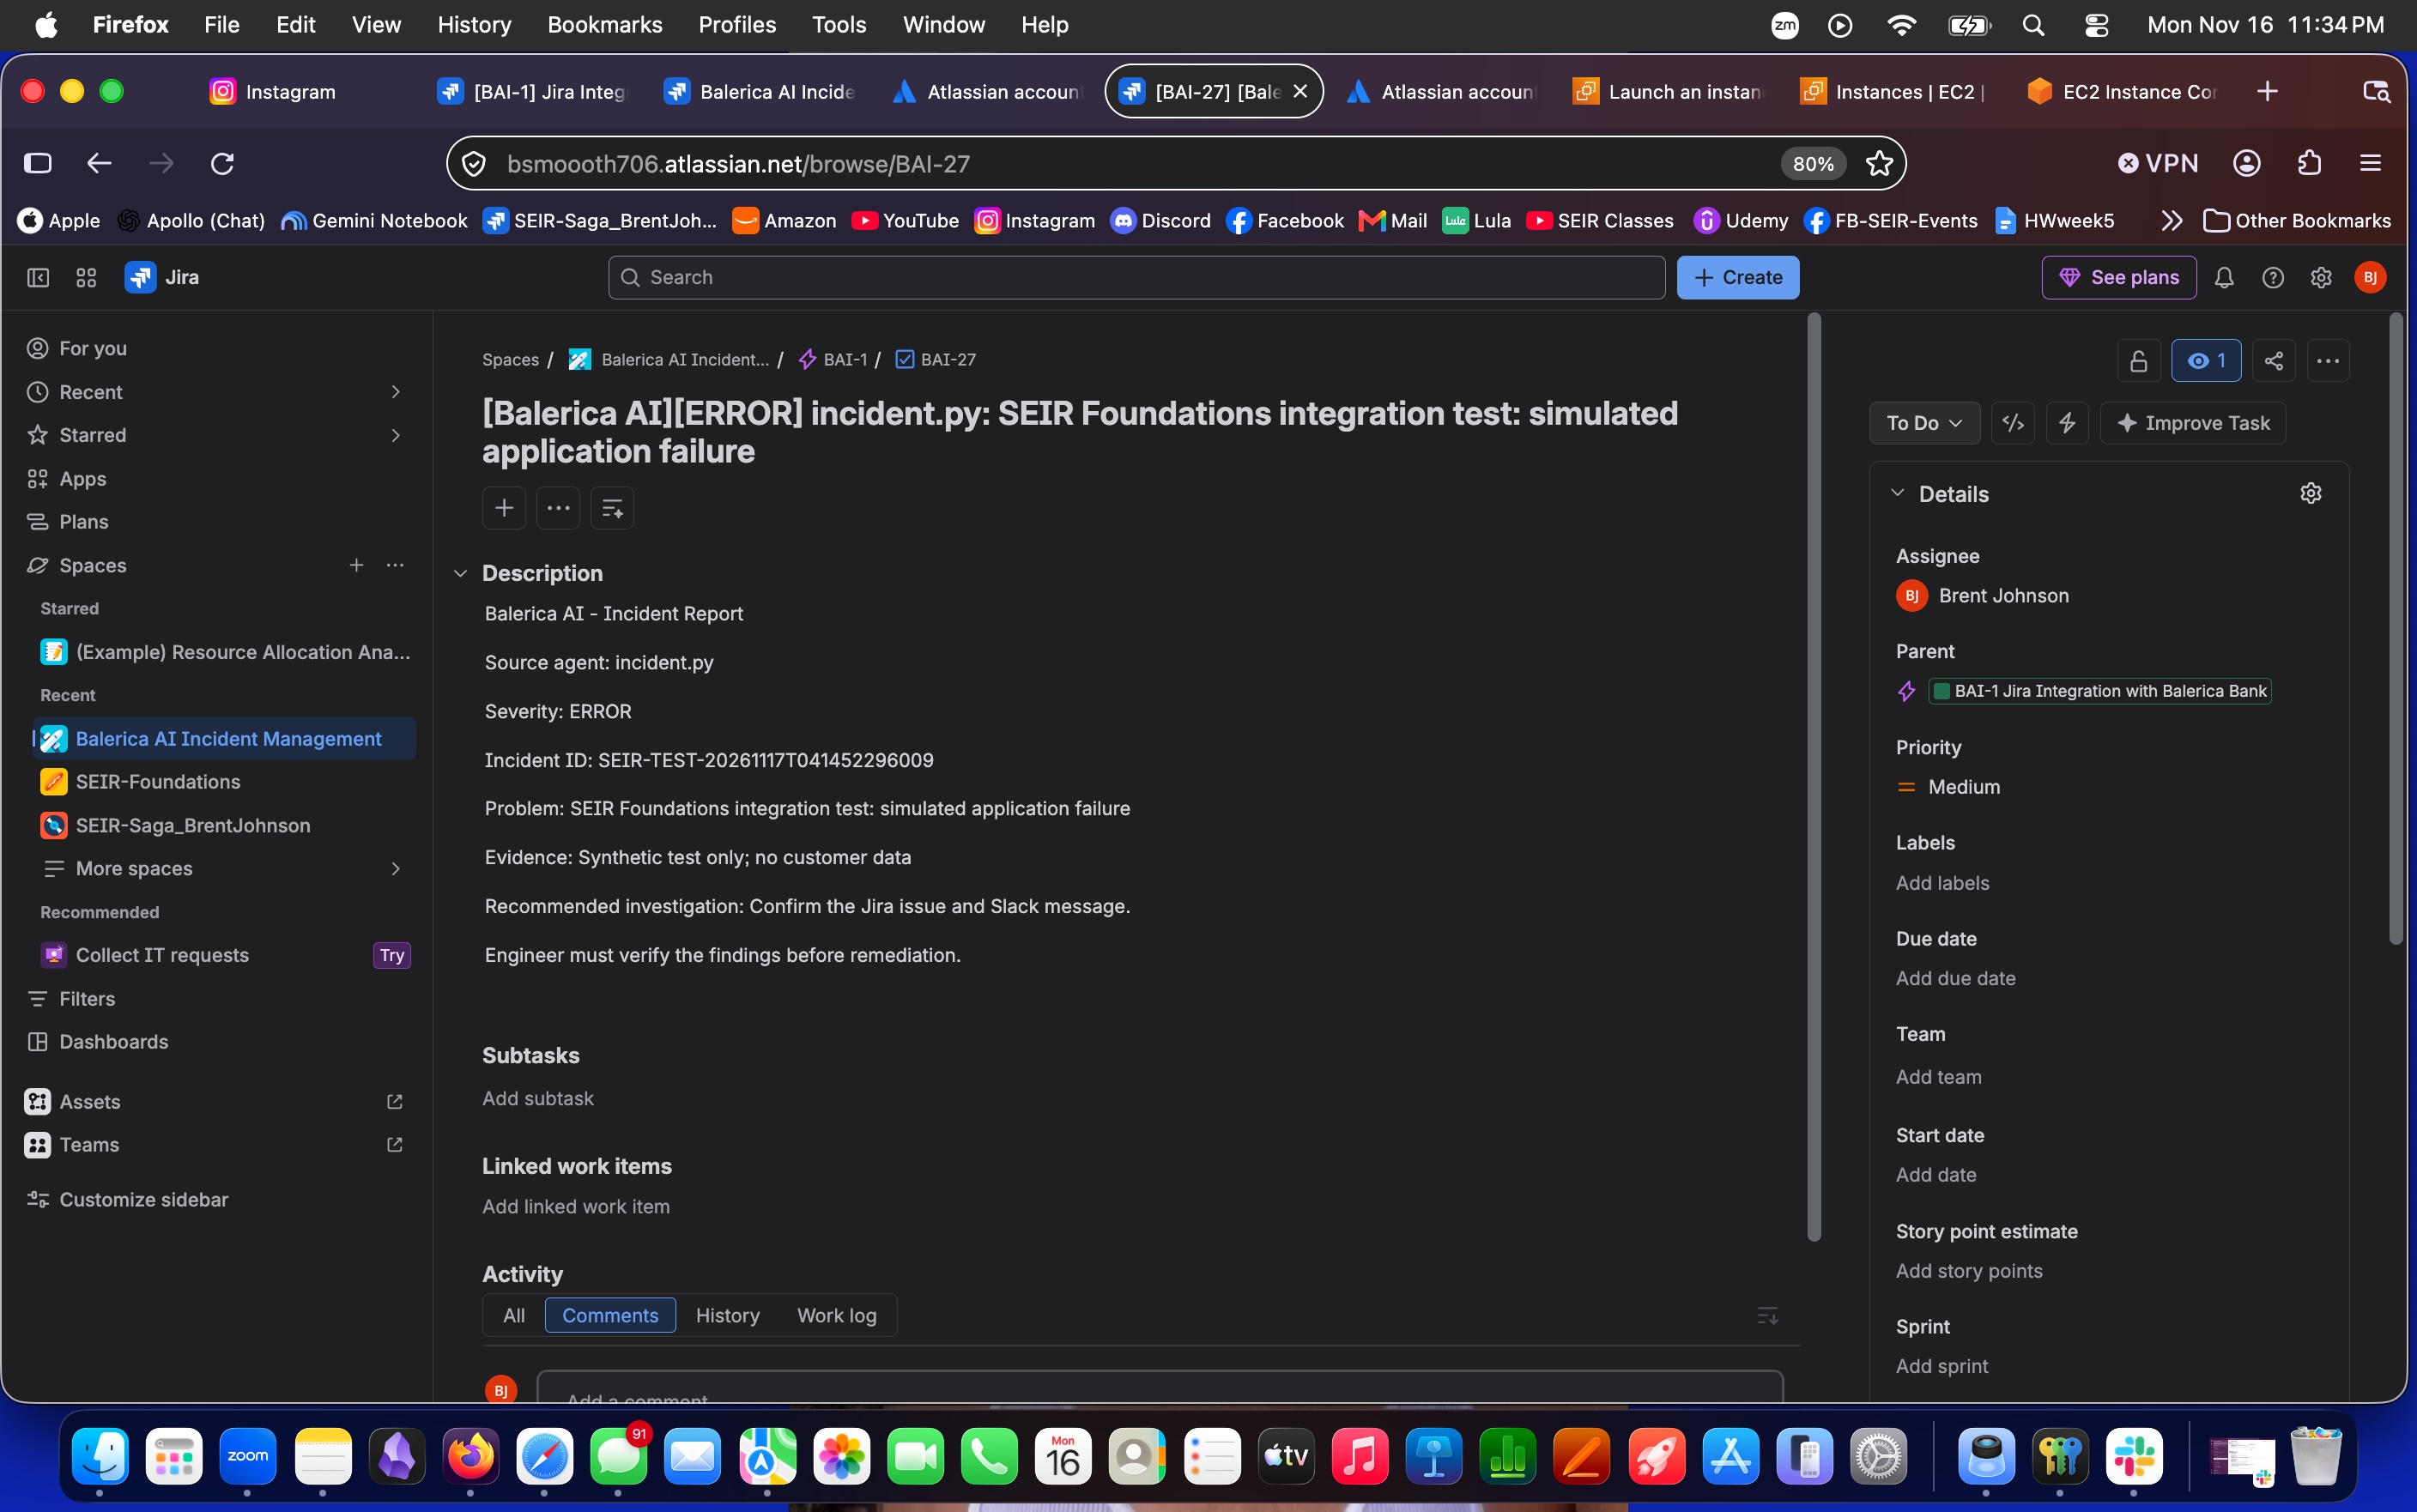 Firefox File Edit View History Bookmarks Profiles Tools Window Help zm Mon Nov 16 11:34 PM
Instagram [BAI-1] Jira Integ Balerica AI Incide Atlassian account [BAI-27] [Bale Atlassian account Launch an instan Instances | EC2 | EC2 Instance Cor
bsmoooth706.atlassian.net/browse/BAI-27 80% VPN
Apple Apollo (Chat) Gemini Notebook SEIR-Saga_BrentJoh... Amazon YouTube Instagram Discord Facebook Mail Lula Lula SEIR Classes Udemy FB-SEIR-Events HWweek5 Other Bookmarks
Jira Search Create See plans BJ
For you
Recent
Starred
Apps
Plans
Spaces
Starred
(Example) Resource Allocation Ana...
Recent
Balerica AI Incident Management
SEIR-Foundations
SEIR-Saga_BrentJohnson
More spaces
Recommended
Collect IT requests Try
Filters
Dashboards
Assets
Teams
Customize sidebar
Spaces / Balerica AI Incident... / BAI-1 / BAI-27
[Balerica AI][ERROR] incident.py: SEIR Foundations integration test: simulated
application failure
Description
Balerica AI - Incident Report
Source agent: incident.py
Severity: ERROR
Incident ID: SEIR-TEST-20261117T041452296009
Problem: SEIR Foundations integration test: simulated application failure
Evidence: Synthetic test only; no customer data
Recommended investigation: Confirm the Jira issue and Slack message.
Engineer must verify the findings before remediation.
Subtasks
Add subtask
Linked work items
Add linked work item
Activity
All Comments History Work log
BJ Add a comment
1
To Do Improve Task
Details
Assignee
BJ Brent Johnson
Parent
BAI-1 Jira Integration with Balerica Bank
Priority
Medium
Labels
Add labels
Due date
Add due date
Team
Add team
Start date
Add date
Story point estimate
Add story points
Sprint
Add sprint
zoom 91 Mon 16 tv